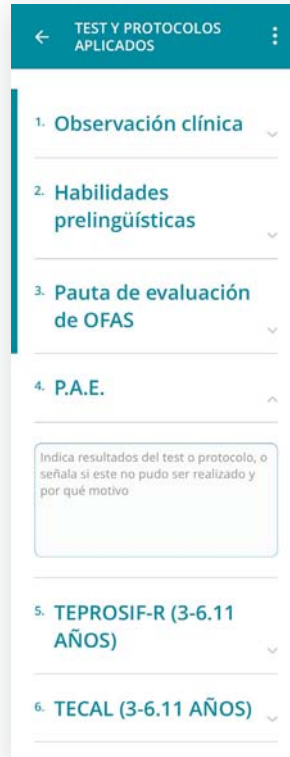 TEST Y PROTOCOLOS
APLICADOS
1. Observación clínica
2. Habilidades
prelingüísticas
3. Pauta de evaluación
de OFAS
4. P.A.E.
Indica resultados del test o protocolo, o
señala si este no pudo ser realizado y
por qué motivo
5. TEPROSIF-R (3-6.11
AÑOS)
6. TECAL (3-6.11 AÑOS)